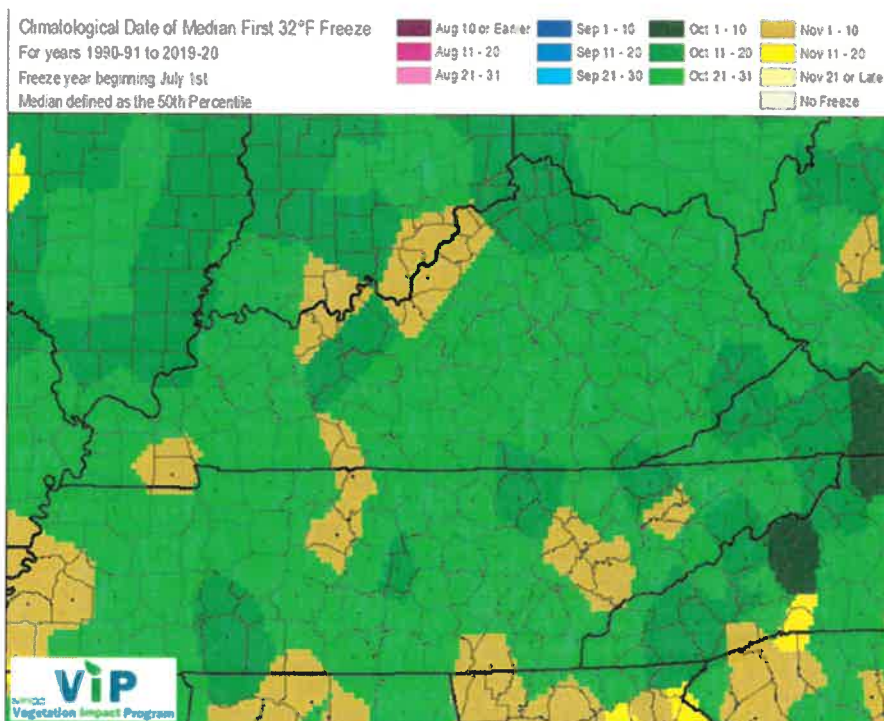 Climatological Date of Median First 32°F Freeze
For years 1990-91 to 2019-20
Freeze year beginning July 1st
Median defined as the 50th Percentile
Aug 10 or Earlier
Aug 11 - 20
Aug 21 - 31
Sep 1 - 10
Sep 11 - 20
Sep 21 - 30
Oct 1 - 10
Oct 11 - 20
Oct 21 - 31
Nov 1 - 10
Nov 11 - 20
Nov 21 or Late
No Freeze
ViP
Vegetation Impact Program